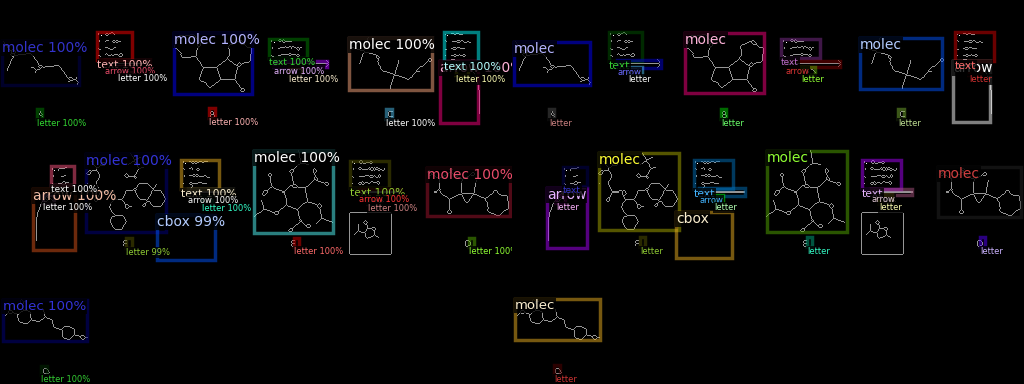 molec 100%
text 100%
arrow 100%
letter 100%
letter 100%
molec 100%
text 100%
arrow 100%
letter 100%
letter 100%
molec 100%
text 100%
letter 100%
letter 100%
molec
text
arrow
letter
letter
molec
text
arrow
letter
letter
molec
text
letter
letter
arrow 100%
text 100%
letter 100%
molec 100%
letter 99%
cbox 99%
text 100%
arrow 100%
letter 100%
molec 100%
letter 100%
text 100%
arrow 100%
letter 100%
molec 100%
letter 100%
arrow
text
letter
molec
letter
cbox
text
arrow
letter
molec
letter
text
arrow
letter
molec
letter
molec 100%
letter 100%
molec
letter